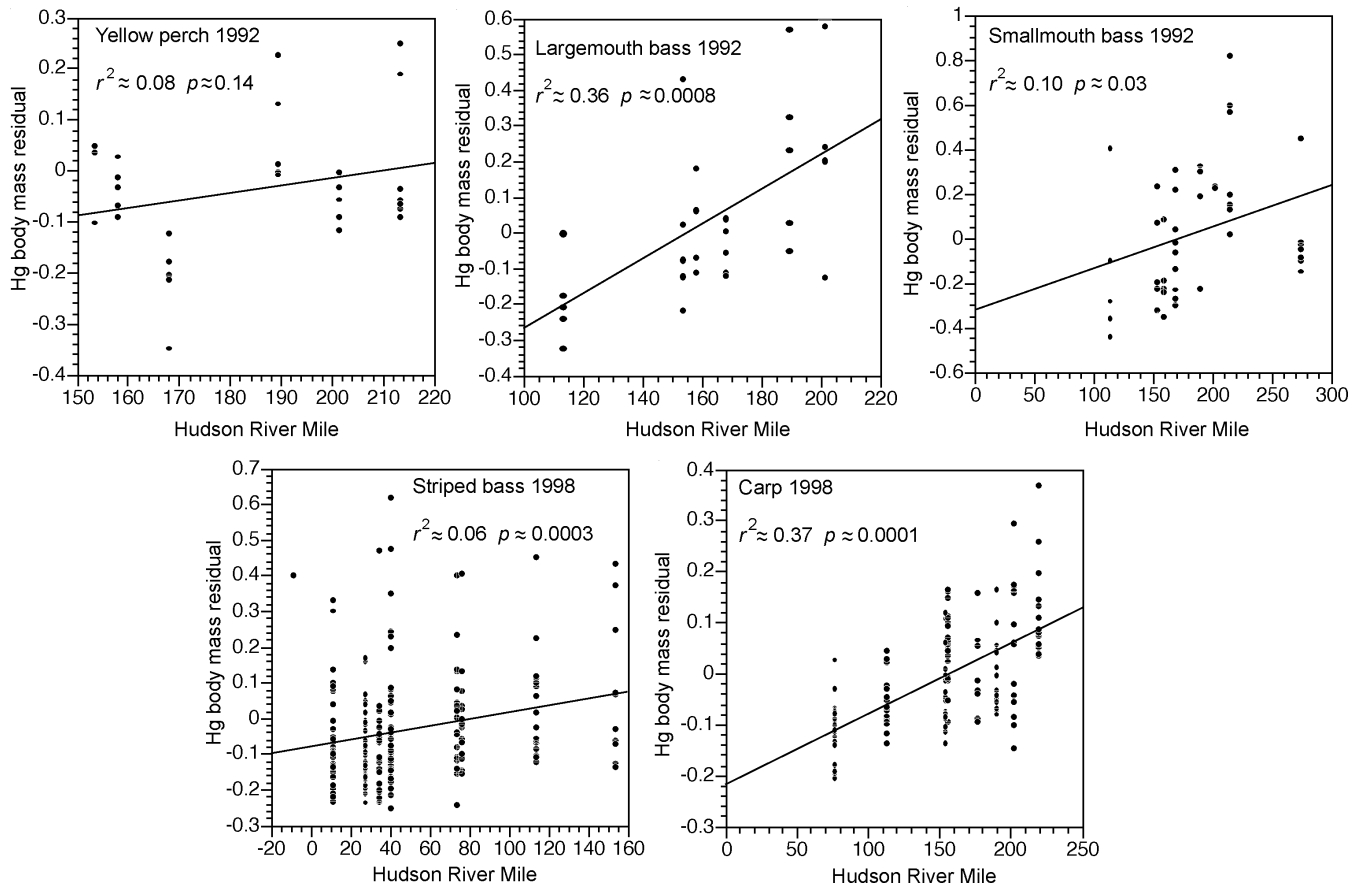 Yellow perch 1992
r² ≈ 0.08 p ≈ 0.14
Hg body mass residual
0.3
0.2
0.1
0
-0.1
-0.2
-0.3
-0.4
150 160 170 180 190 200 210 220
Hudson River Mile
Largemouth bass 1992
r² ≈ 0.36 p ≈ 0.0008
Hg body mass residual
0.6
0.5
0.4
0.3
0.2
0.1
0
-0.1
-0.2
-0.3
-0.4
100 120 140 160 180 200 220
Hudson River Mile
Smallmouth bass 1992
r² ≈ 0.10 p ≈ 0.03
Hg body mass residual
1
0.8
0.6
0.4
0.2
0
-0.2
-0.4
-0.6
0 50 100 150 200 250 300
Hudson River Mile
Striped bass 1998
r² ≈ 0.06 p ≈ 0.0003
Hg body mass residual
0.7
0.6
0.5
0.4
0.3
0.2
0.1
0
-0.1
-0.2
-0.3
-20 0 20 40 60 80 100 120 140 160
Hudson River Mile
Carp 1998
r² ≈ 0.37 p ≈ 0.0001
Hg body mass residual
0.4
0.3
0.2
0.1
0
-0.1
-0.2
-0.3
0 50 100 150 200 250
Hudson River Mile